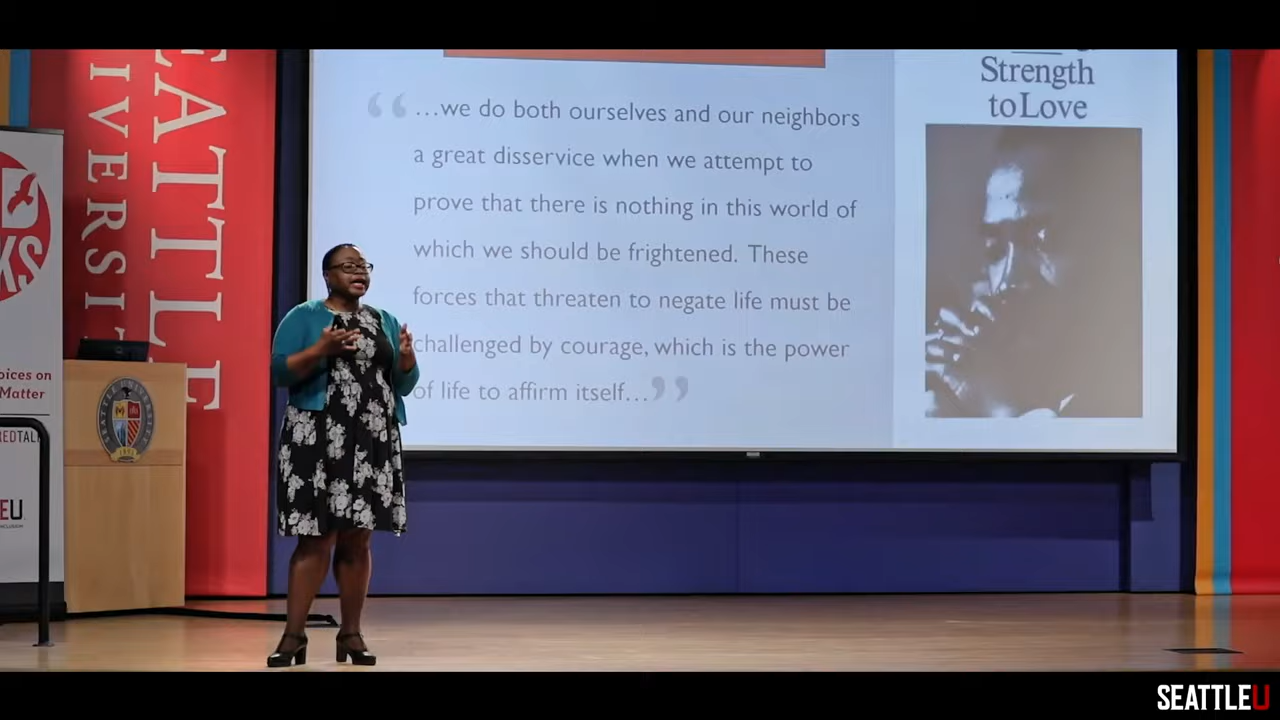 SEATTLE
IVERSIT
KS
oices on
Matter
REDTALK
EU
“ …we do both ourselves and our neighbors
a great disservice when we attempt to
prove that there is nothing in this world of
which we should be frightened. These
forces that threaten to negate life must be
challenged by courage, which is the power
of life to affirm itself… ”
Strength
to Love
SEATTLEU